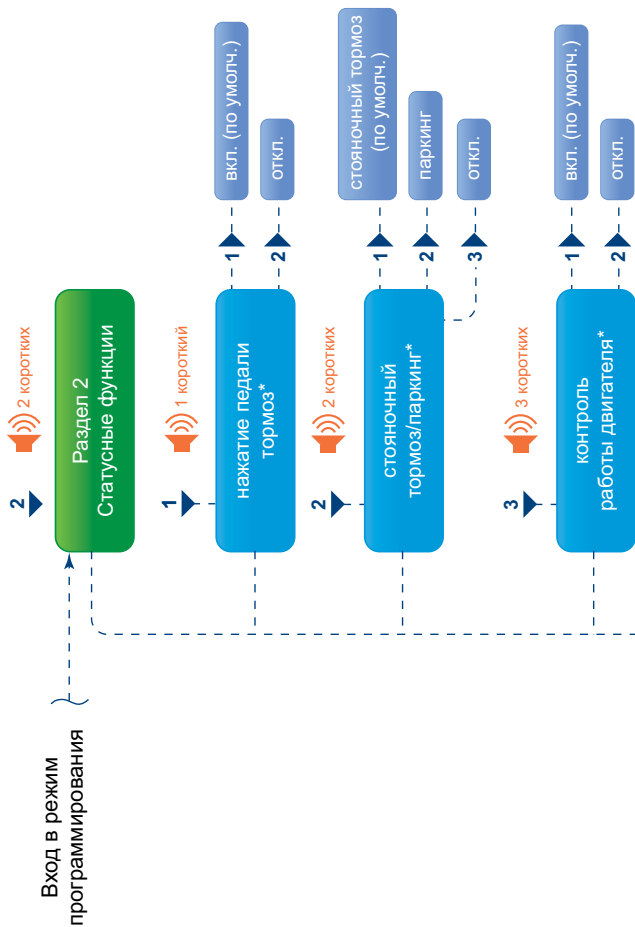 Вход в режим
программирования
2
2 коротких
Раздел 2
Статусные функции
1
1 короткий
нажатие педали
тормоз*
1
вкл. (по умолч.)
2
откл.
2
2 коротких
стояночный
тормоз/паркинг*
1
стояночный тормоз
(по умолч.)
2
паркинг
3
откл.
3
3 коротких
контроль
работы двигателя*
1
вкл. (по умолч.)
2
откл.